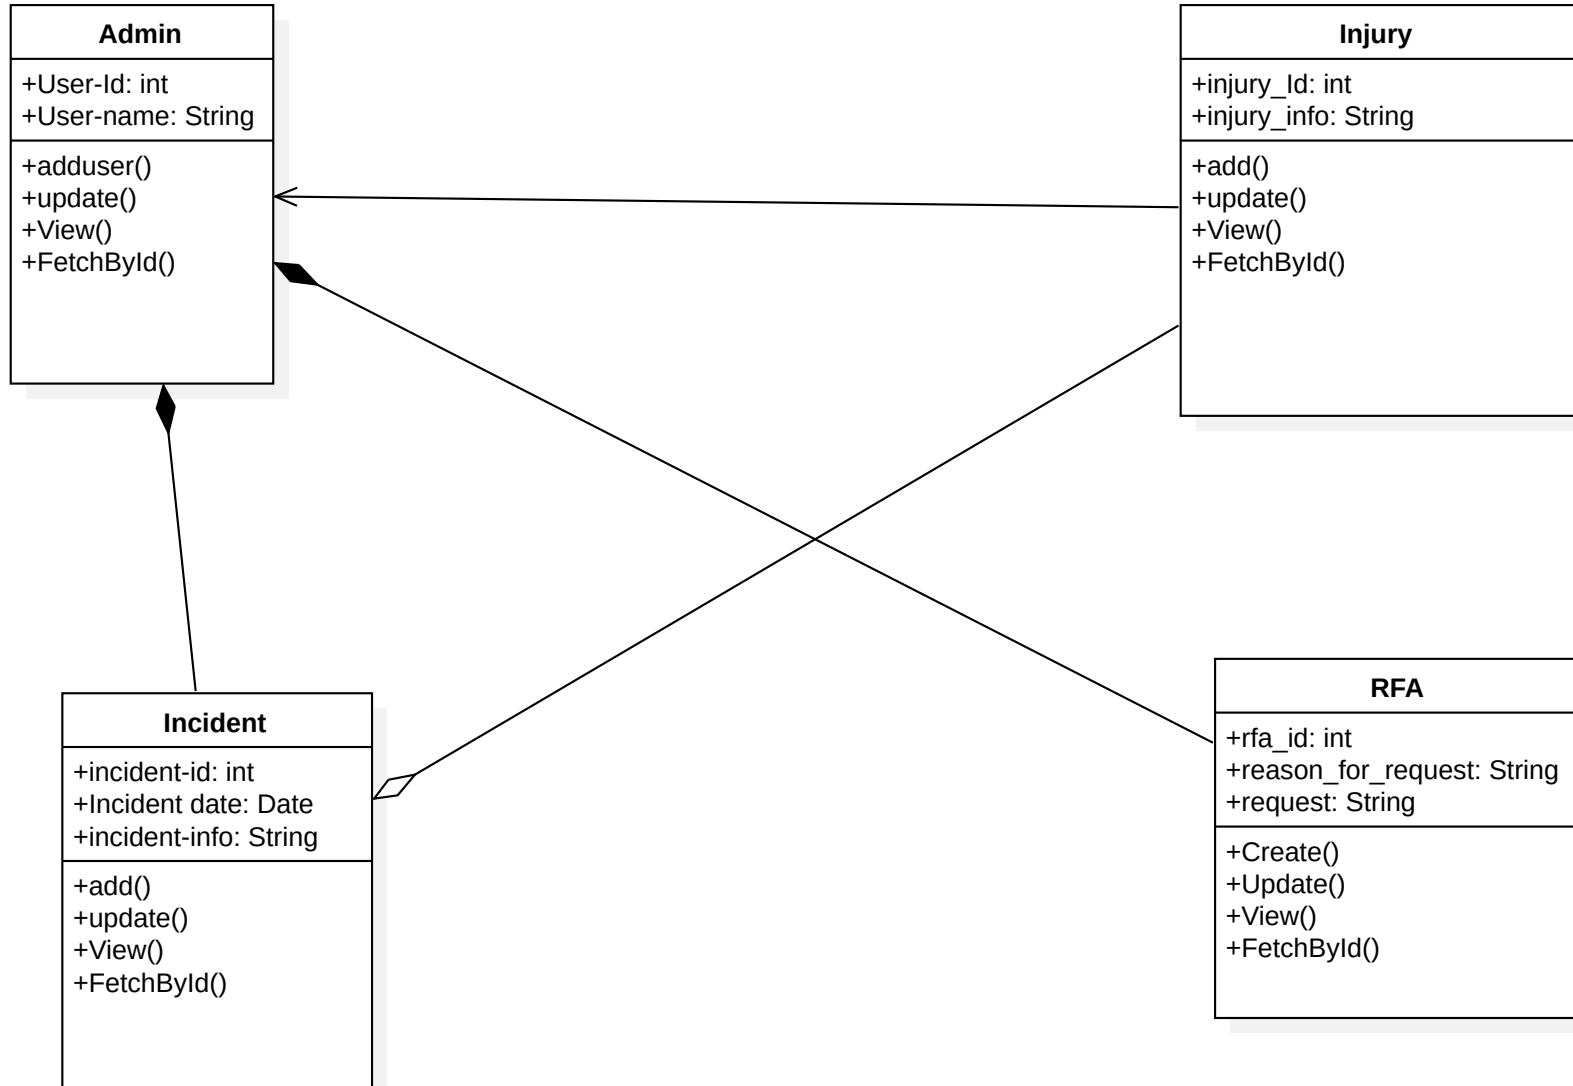 Admin
+User-Id: int
+User-name: String
+adduser()
+update()
+View()
+FetchById()
Injury
+injury_Id: int
+injury_info: String
+add()
+update()
+View()
+FetchById()
Incident
+incident-id: int
+Incident date: Date
+incident-info: String
+add()
+update()
+View()
+FetchById()
RFA
+rfa_id: int
+reason_for_request: String
+request: String
+Create()
+Update()
+View()
+FetchById()